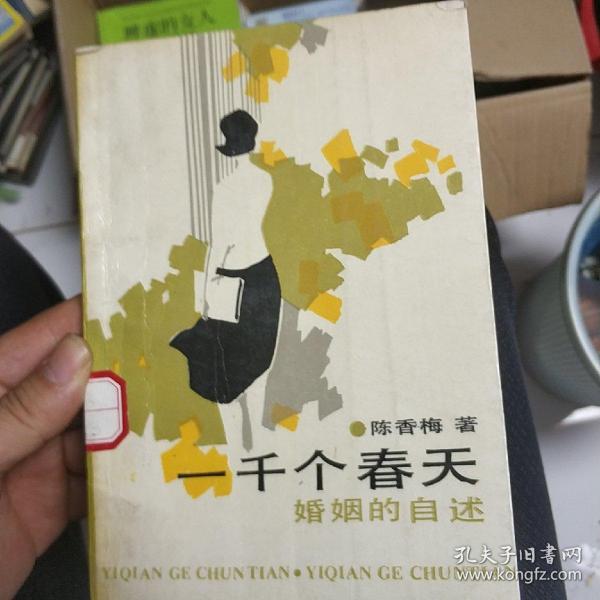 陈香梅 著
一千个春天
婚姻的自述
YIQIAN GE CHUNTIAN • YIQIAN GE CHUNTIAN
孔夫子旧书网
www.kongfz.com